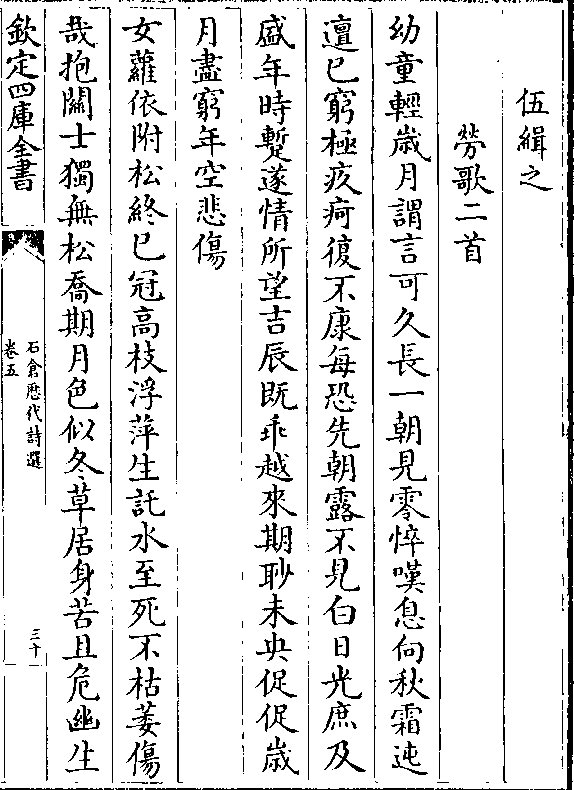 伍緝之
勞歌二首
幼童輕歲月謂言可久長一朝見零悴嘆息向秋霜迍
邅已窮極疢痾復不康每恐先朝露不見白日光庶及
盛年時蹔遂情所望吉辰既乖越來期眇未央促促歲
月盡窮年空悲傷
女蘿依附松終已冠高枝浮萍生託水至死不枯萎傷
哉抱關士獨無松喬期月色似冬草居身苦且危幽生
欽定四庫全書
石倉歷代詩選
卷五
三十